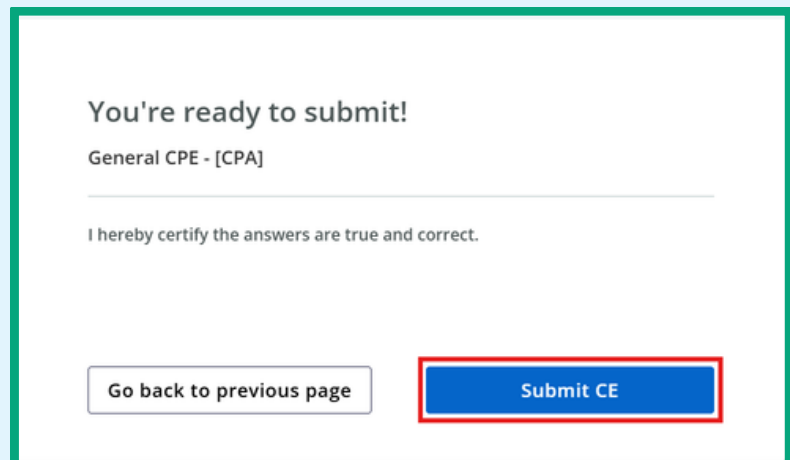 You're ready to submit!
General CPE - [CPA]
I hereby certify the answers are true and correct.
Go back to previous page
Submit CE